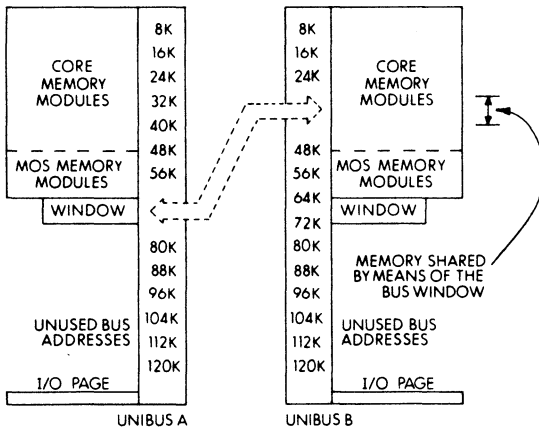 CORE
MEMORY
MODULES
MOS MEMORY
MODULES
WINDOW
UNUSED BUS
ADDRESSES
I/O PAGE
8K
16K
24K
32K
40K
48K
56K
80K
88K
96K
104K
112K
120K
UNIBUS A
8K
16K
24K
48K
56K
64K
72K
80K
88K
96K
104K
112K
120K
UNIBUS B
CORE
MEMORY
MODULES
MOS MEMORY
MODULES
WINDOW
MEMORY SHARED
BY MEANS OF THE
BUS WINDOW
UNUSED BUS
ADDRESSES
I/O PAGE